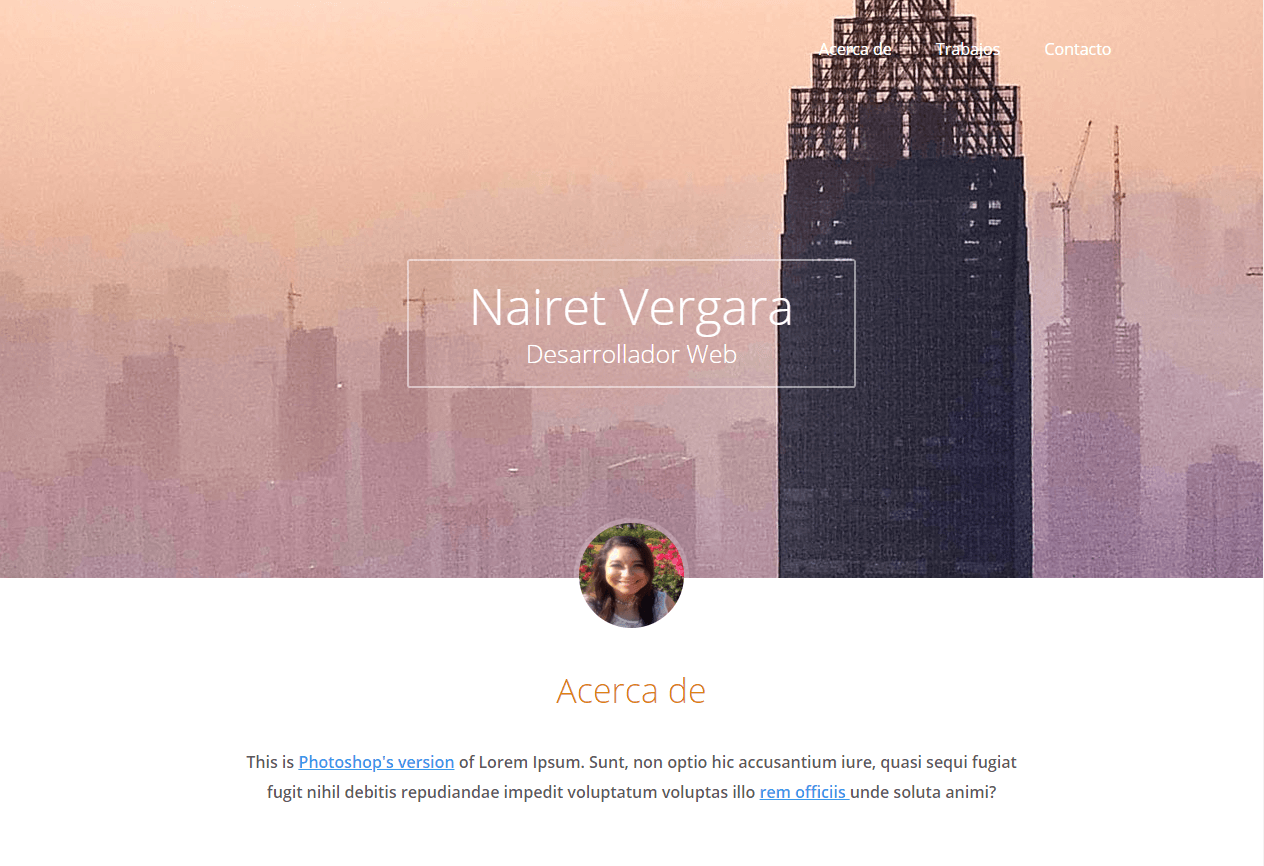 Acerca de Trabajos Contacto
Nairet Vergara
Desarrollador Web
Acerca de
This is Photoshop's version of Lorem Ipsum. Sunt, non optio hic accusantium iure, quasi sequi fugiat
fugit nihil debitis repudiandae impedit voluptatum voluptas illo rem officiis unde soluta animi?